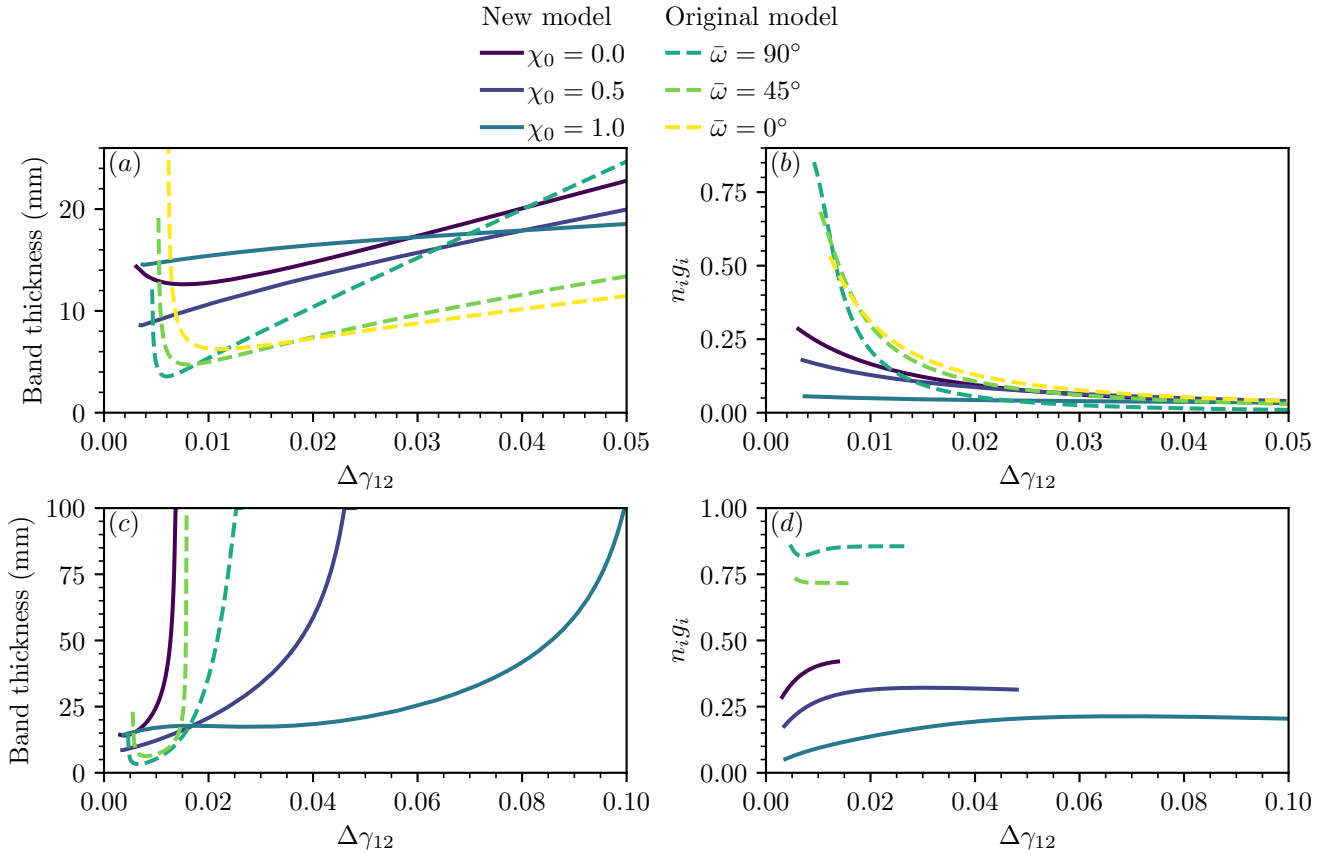 New model Original model
χ₀ = 0.0 ω̄ = 90°
χ₀ = 0.5 ω̄ = 45°
χ₀ = 1.0 ω̄ = 0°
(a)
Band thickness (mm)
20
10
0
0.00 0.01 0.02 0.03 0.04 0.05
Δγ₁₂
(b)
nᵢgᵢ
0.75
0.50
0.25
0.00
0.00 0.01 0.02 0.03 0.04 0.05
Δγ₁₂
(c)
Band thickness (mm)
100
75
50
25
0
0.00 0.02 0.04 0.06 0.08 0.10
Δγ₁₂
(d)
nᵢgᵢ
1.00
0.75
0.50
0.25
0.00
0.00 0.02 0.04 0.06 0.08 0.10
Δγ₁₂